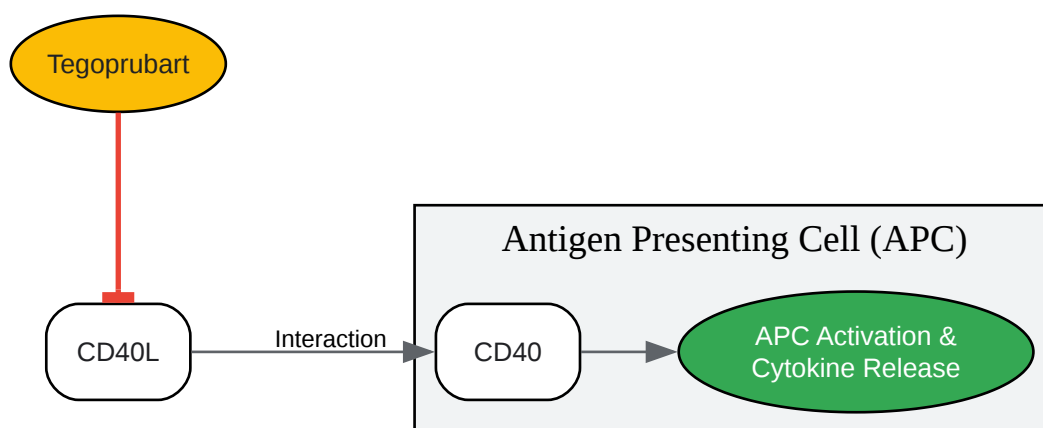 Tegoprubart
Antigen Presenting Cell (APC)
CD40L
Interaction
CD40
APC Activation &
Cytokine Release